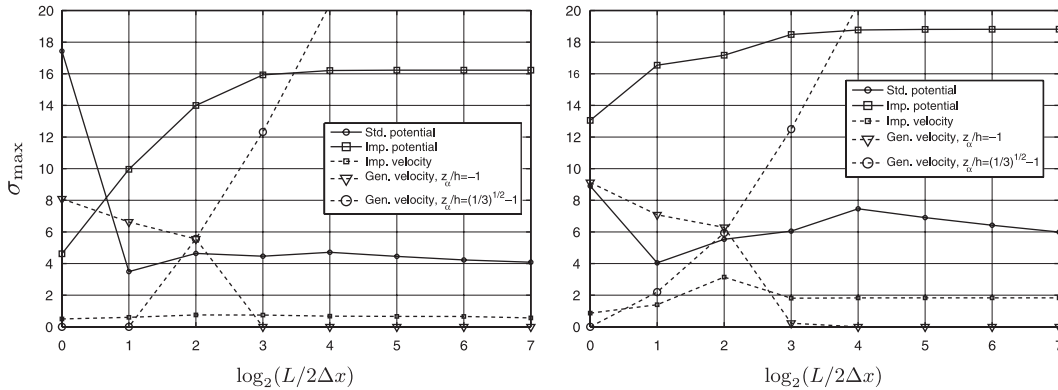 20
18
16
14
12
10
8
6
4
2
0
σmax
0 1 2 3 4 5 6 7
log₂(L/2Δx)
Std. potential
Imp. potential
Imp. velocity
Gen. velocity, zα/h=−1
Gen. velocity, zα/h=(1/3)^1/2−1
20
18
16
14
12
10
8
6
4
2
0
0 1 2 3 4 5 6 7
log₂(L/2Δx)
Std. potential
Imp. potential
Imp. velocity
Gen. velocity, zα/h=−1
Gen. velocity, zα/h=(1/3)^1/2−1